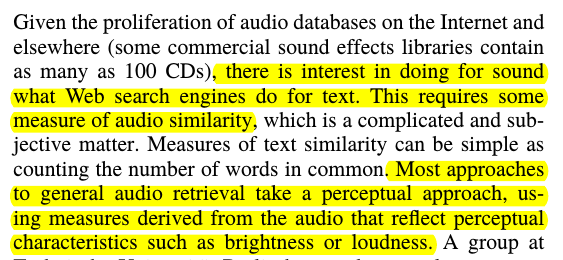 Given the proliferation of audio databases on the Internet and
elsewhere (some commercial sound effects libraries contain
as many as 100 CDs), there is interest in doing for sound
what Web search engines do for text. This requires some
measure of audio similarity, which is a complicated and sub-
jective matter. Measures of text similarity can be simple as
counting the number of words in common. Most approaches
to general audio retrieval take a perceptual approach, us-
ing measures derived from the audio that reflect perceptual
characteristics such as brightness or loudness. A group at